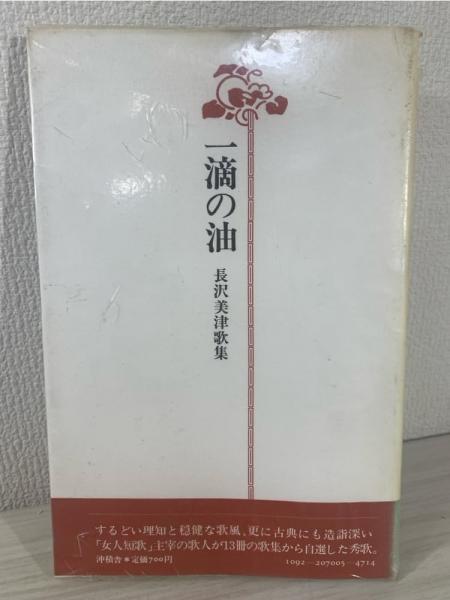 一滴の油
長沢美津歌集
するどい理知と穏健な歌風、更に古典にも造詣深い
「女人短歌」主宰の歌人が13冊の歌集から自選した秀歌。
沖積舎＊定価700円
1092—207005—4714